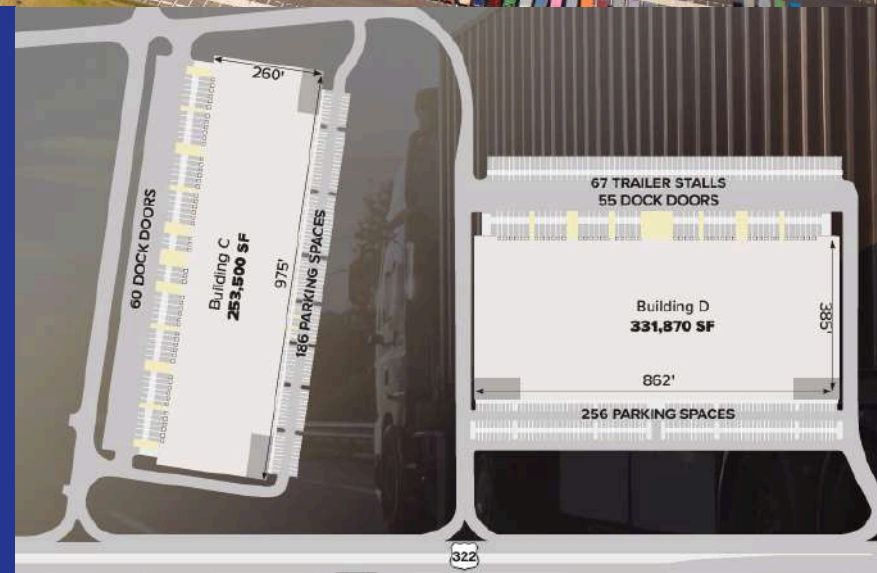 260'
60 DOCK DOORS
Building C
253,500 SF
975'
186 PARKING SPACES
67 TRAILER STALLS
55 DOCK DOORS
Building D
331,870 SF
385'
862'
256 PARKING SPACES
322